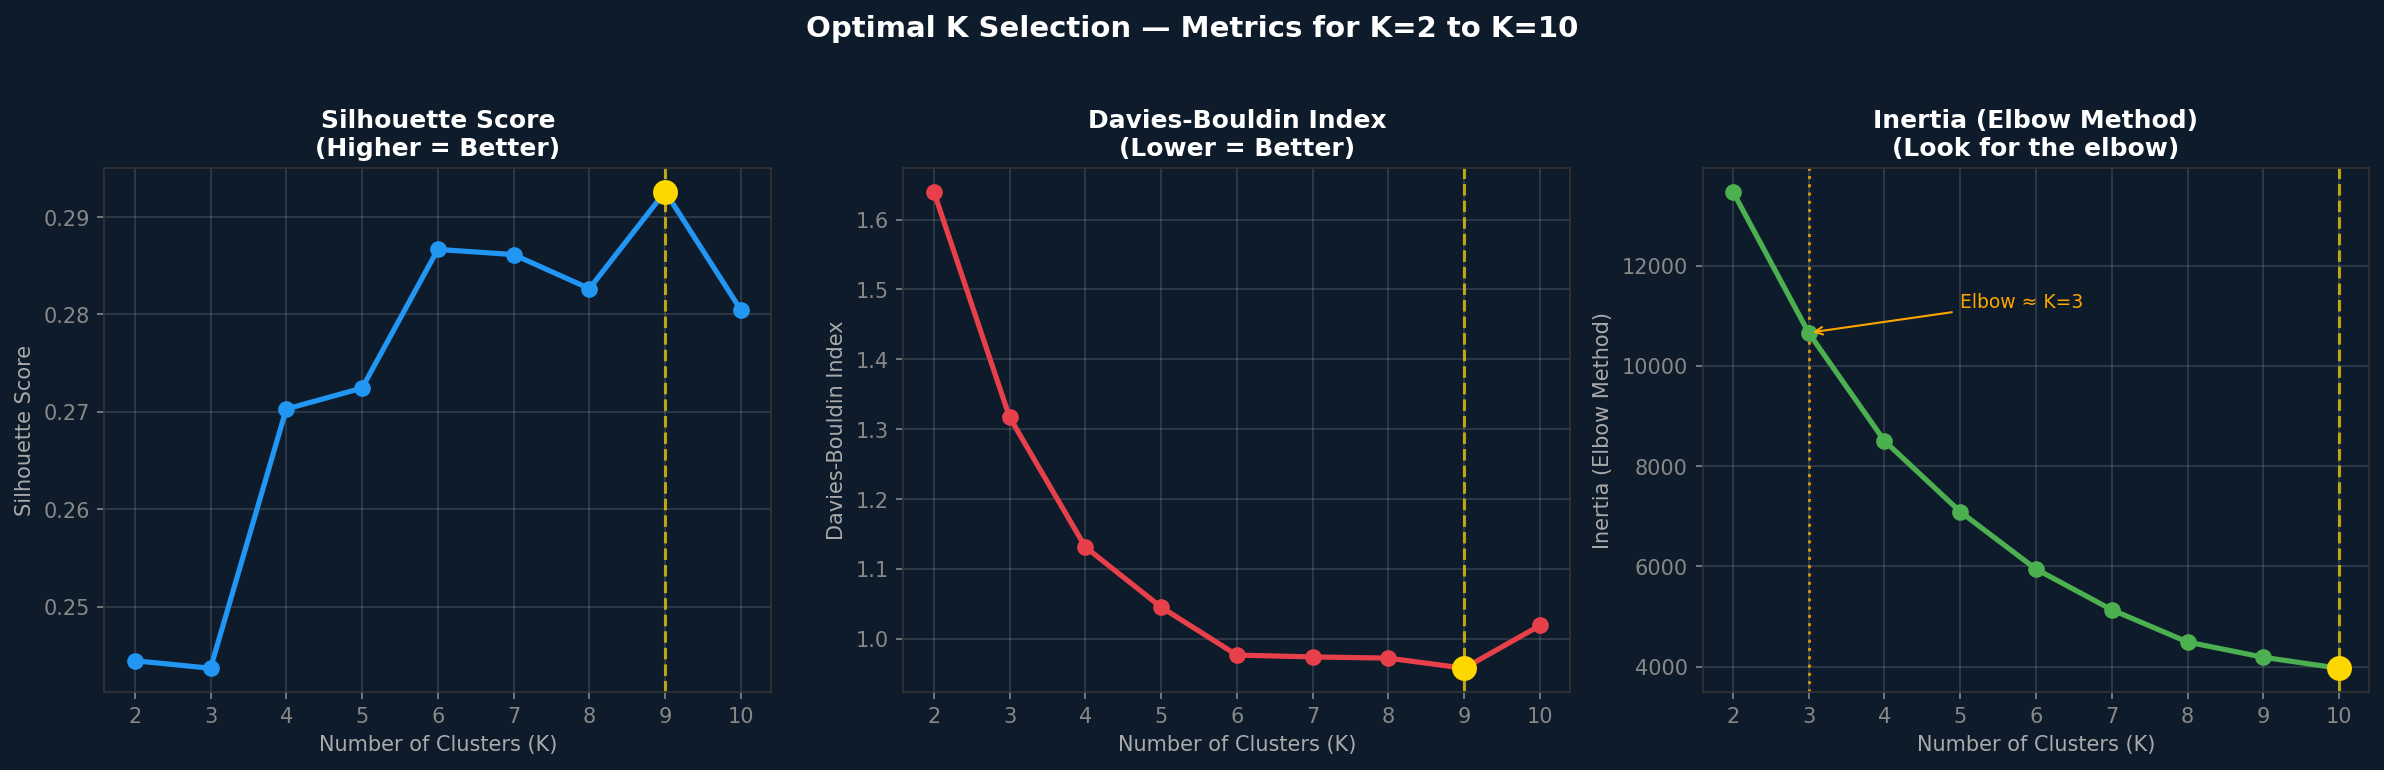 Optimal K Selection — Metrics for K=2 to K=10
Silhouette Score
(Higher = Better)
Silhouette Score
0.29
0.28
0.27
0.26
0.25
2 3 4 5 6 7 8 9 10
Number of Clusters (K)
Davies-Bouldin Index
(Lower = Better)
Davies-Bouldin Index
1.6
1.5
1.4
1.3
1.2
1.1
1.0
2 3 4 5 6 7 8 9 10
Number of Clusters (K)
Inertia (Elbow Method)
(Look for the elbow)
Inertia (Elbow Method)
12000
10000
8000
6000
4000
Elbow ≈ K=3
2 3 4 5 6 7 8 9 10
Number of Clusters (K)